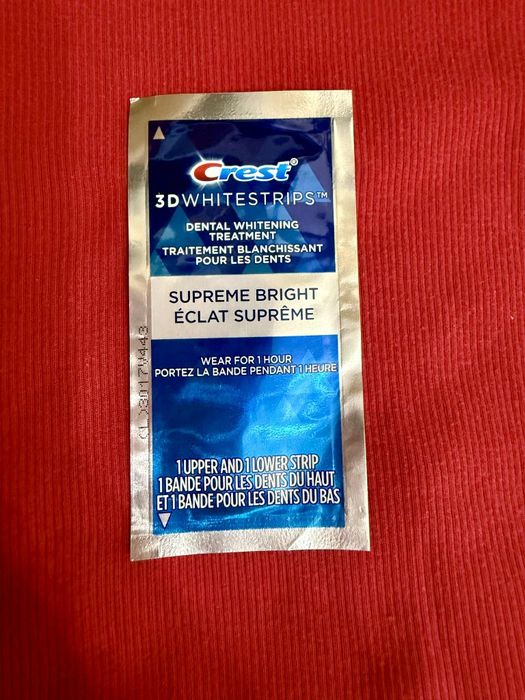 Crest®
3DWHITESTRIPS™
DENTAL WHITENING
TREATMENT
TRAITEMENT BLANCHISSANT
POUR LES DENTS
SUPREME BRIGHT
ÉCLAT SUPRÊME
WEAR FOR 1 HOUR
PORTEZ LA BANDE PENDANT 1 HEURE
1 UPPER AND 1 LOWER STRIP
1 BANDE POUR LES DENTS DU HAUT
ET 1 BANDE POUR LES DENTS DU BAS